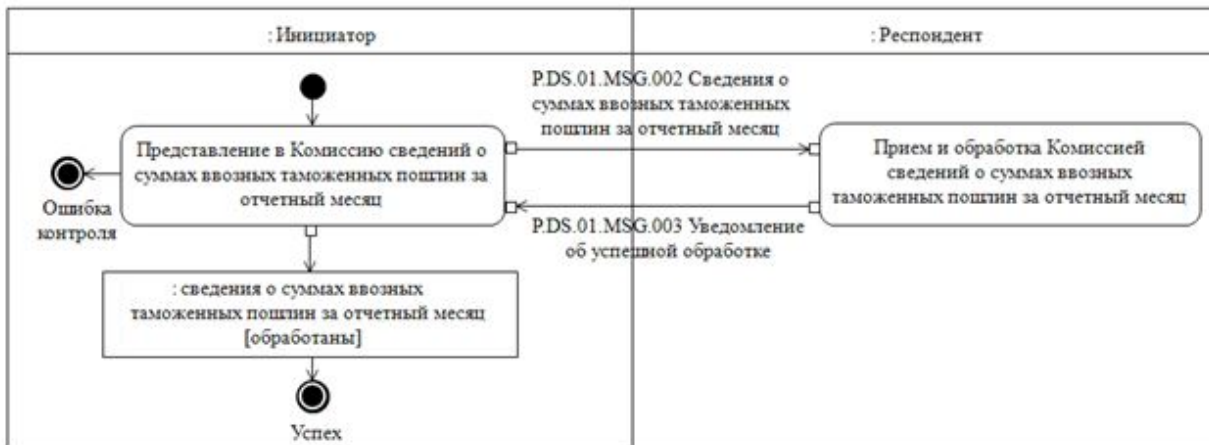 : Инициатор
: Респондент
P.DS.01.MSG.002 Сведения о
суммах ввозных таможенных
пошлин за отчетный месяц
Представление в Комиссию сведений о
суммах ввозных таможенных пошлин за
отчетный месяц
Прием и обработка Комиссией
сведений о суммах ввозных
таможенных пошлин за отчетный месяц
Ошибка
контроля
P.DS.01.MSG.003 Уведомление
об успешной обработке
: сведения о суммах ввозных
таможенных пошлин за отчетный месяц
[обработаны]
Успех